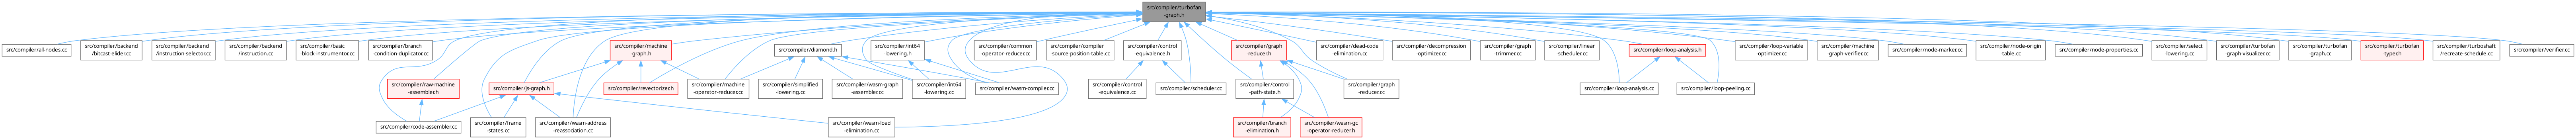 src/compiler/turbofan
-graph.h
src/compiler/all-nodes.cc
src/compiler/backend
/bitcast-elider.cc
src/compiler/backend
/instruction-selector.cc
src/compiler/backend
/instruction.cc
src/compiler/basic
-block-instrumentor.cc
src/compiler/branch
-condition-duplicator.cc
src/compiler/machine
-graph.h
src/compiler/diamond.h
src/compiler/int64
-lowering.h
src/compiler/common
-operator-reducer.cc
src/compiler/compiler
-source-position-table.cc
src/compiler/control
-equivalence.h
src/compiler/graph
-reducer.h
src/compiler/dead-code
-elimination.cc
src/compiler/decompression
-optimizer.cc
src/compiler/graph
-trimmer.cc
src/compiler/linear
-scheduler.cc
src/compiler/loop-analysis.h
src/compiler/loop-variable
-optimizer.cc
src/compiler/machine
-graph-verifier.cc
src/compiler/node-marker.cc
src/compiler/node-origin
-table.cc
src/compiler/node-properties.cc
src/compiler/select
-lowering.cc
src/compiler/turbofan
-graph-visualizer.cc
src/compiler/turbofan
-graph.cc
src/compiler/turbofan
-typer.h
src/compiler/turboshaft
/recreate-schedule.cc
src/compiler/verifier.cc
src/compiler/raw-machine
-assembler.h
src/compiler/js-graph.h
src/compiler/revectorizer.h
src/compiler/machine
-operator-reducer.cc
src/compiler/simplified
-lowering.cc
src/compiler/wasm-graph
-assembler.cc
src/compiler/int64
-lowering.cc
src/compiler/wasm-compiler.cc
src/compiler/control
-equivalence.cc
src/compiler/scheduler.cc
src/compiler/control
-path-state.h
src/compiler/graph
-reducer.cc
src/compiler/loop-analysis.cc
src/compiler/loop-peeling.cc
src/compiler/code-assembler.cc
src/compiler/frame
-states.cc
src/compiler/wasm-address
-reassociation.cc
src/compiler/wasm-load
-elimination.cc
src/compiler/branch
-elimination.h
src/compiler/wasm-gc
-operator-reducer.h